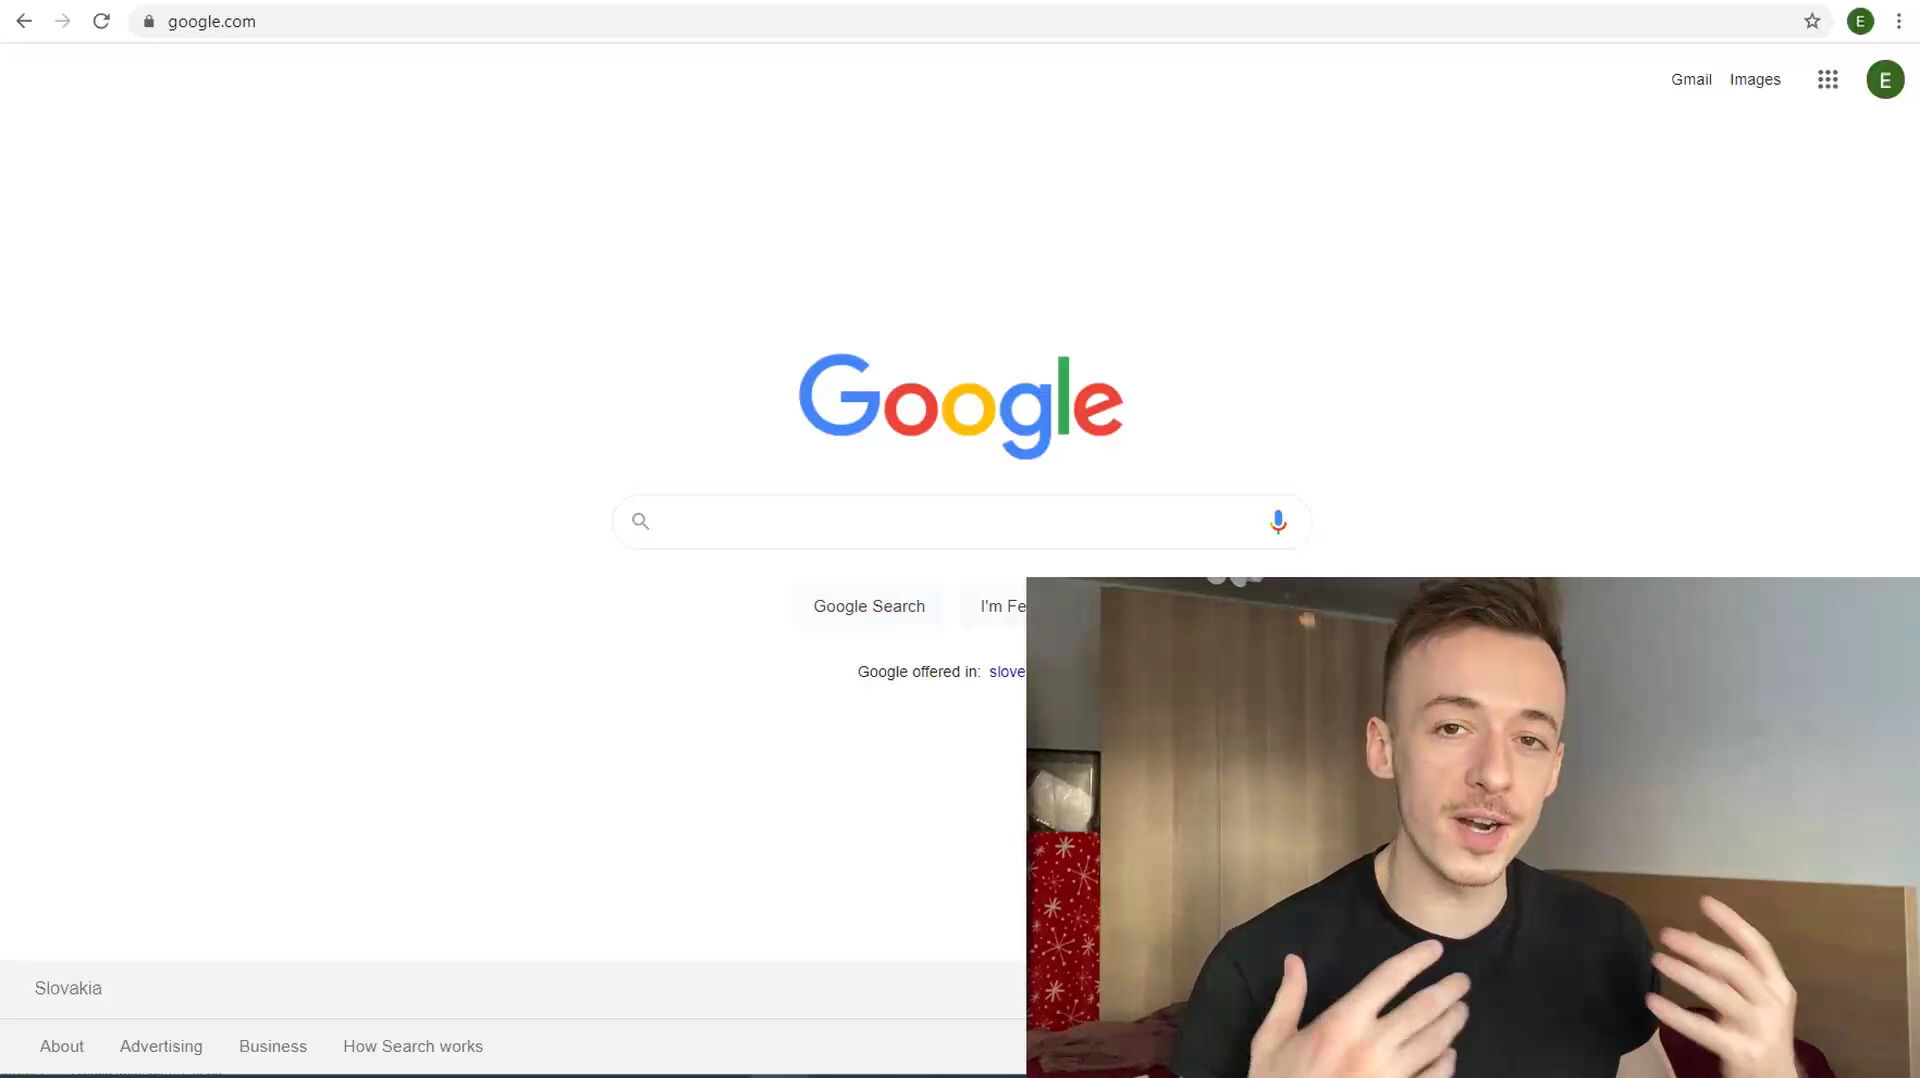 google.com
E
Gmail Images
E
Google
Google Search I'm Fe
Google offered in: slove
Slovakia
About Advertising Business How Search works